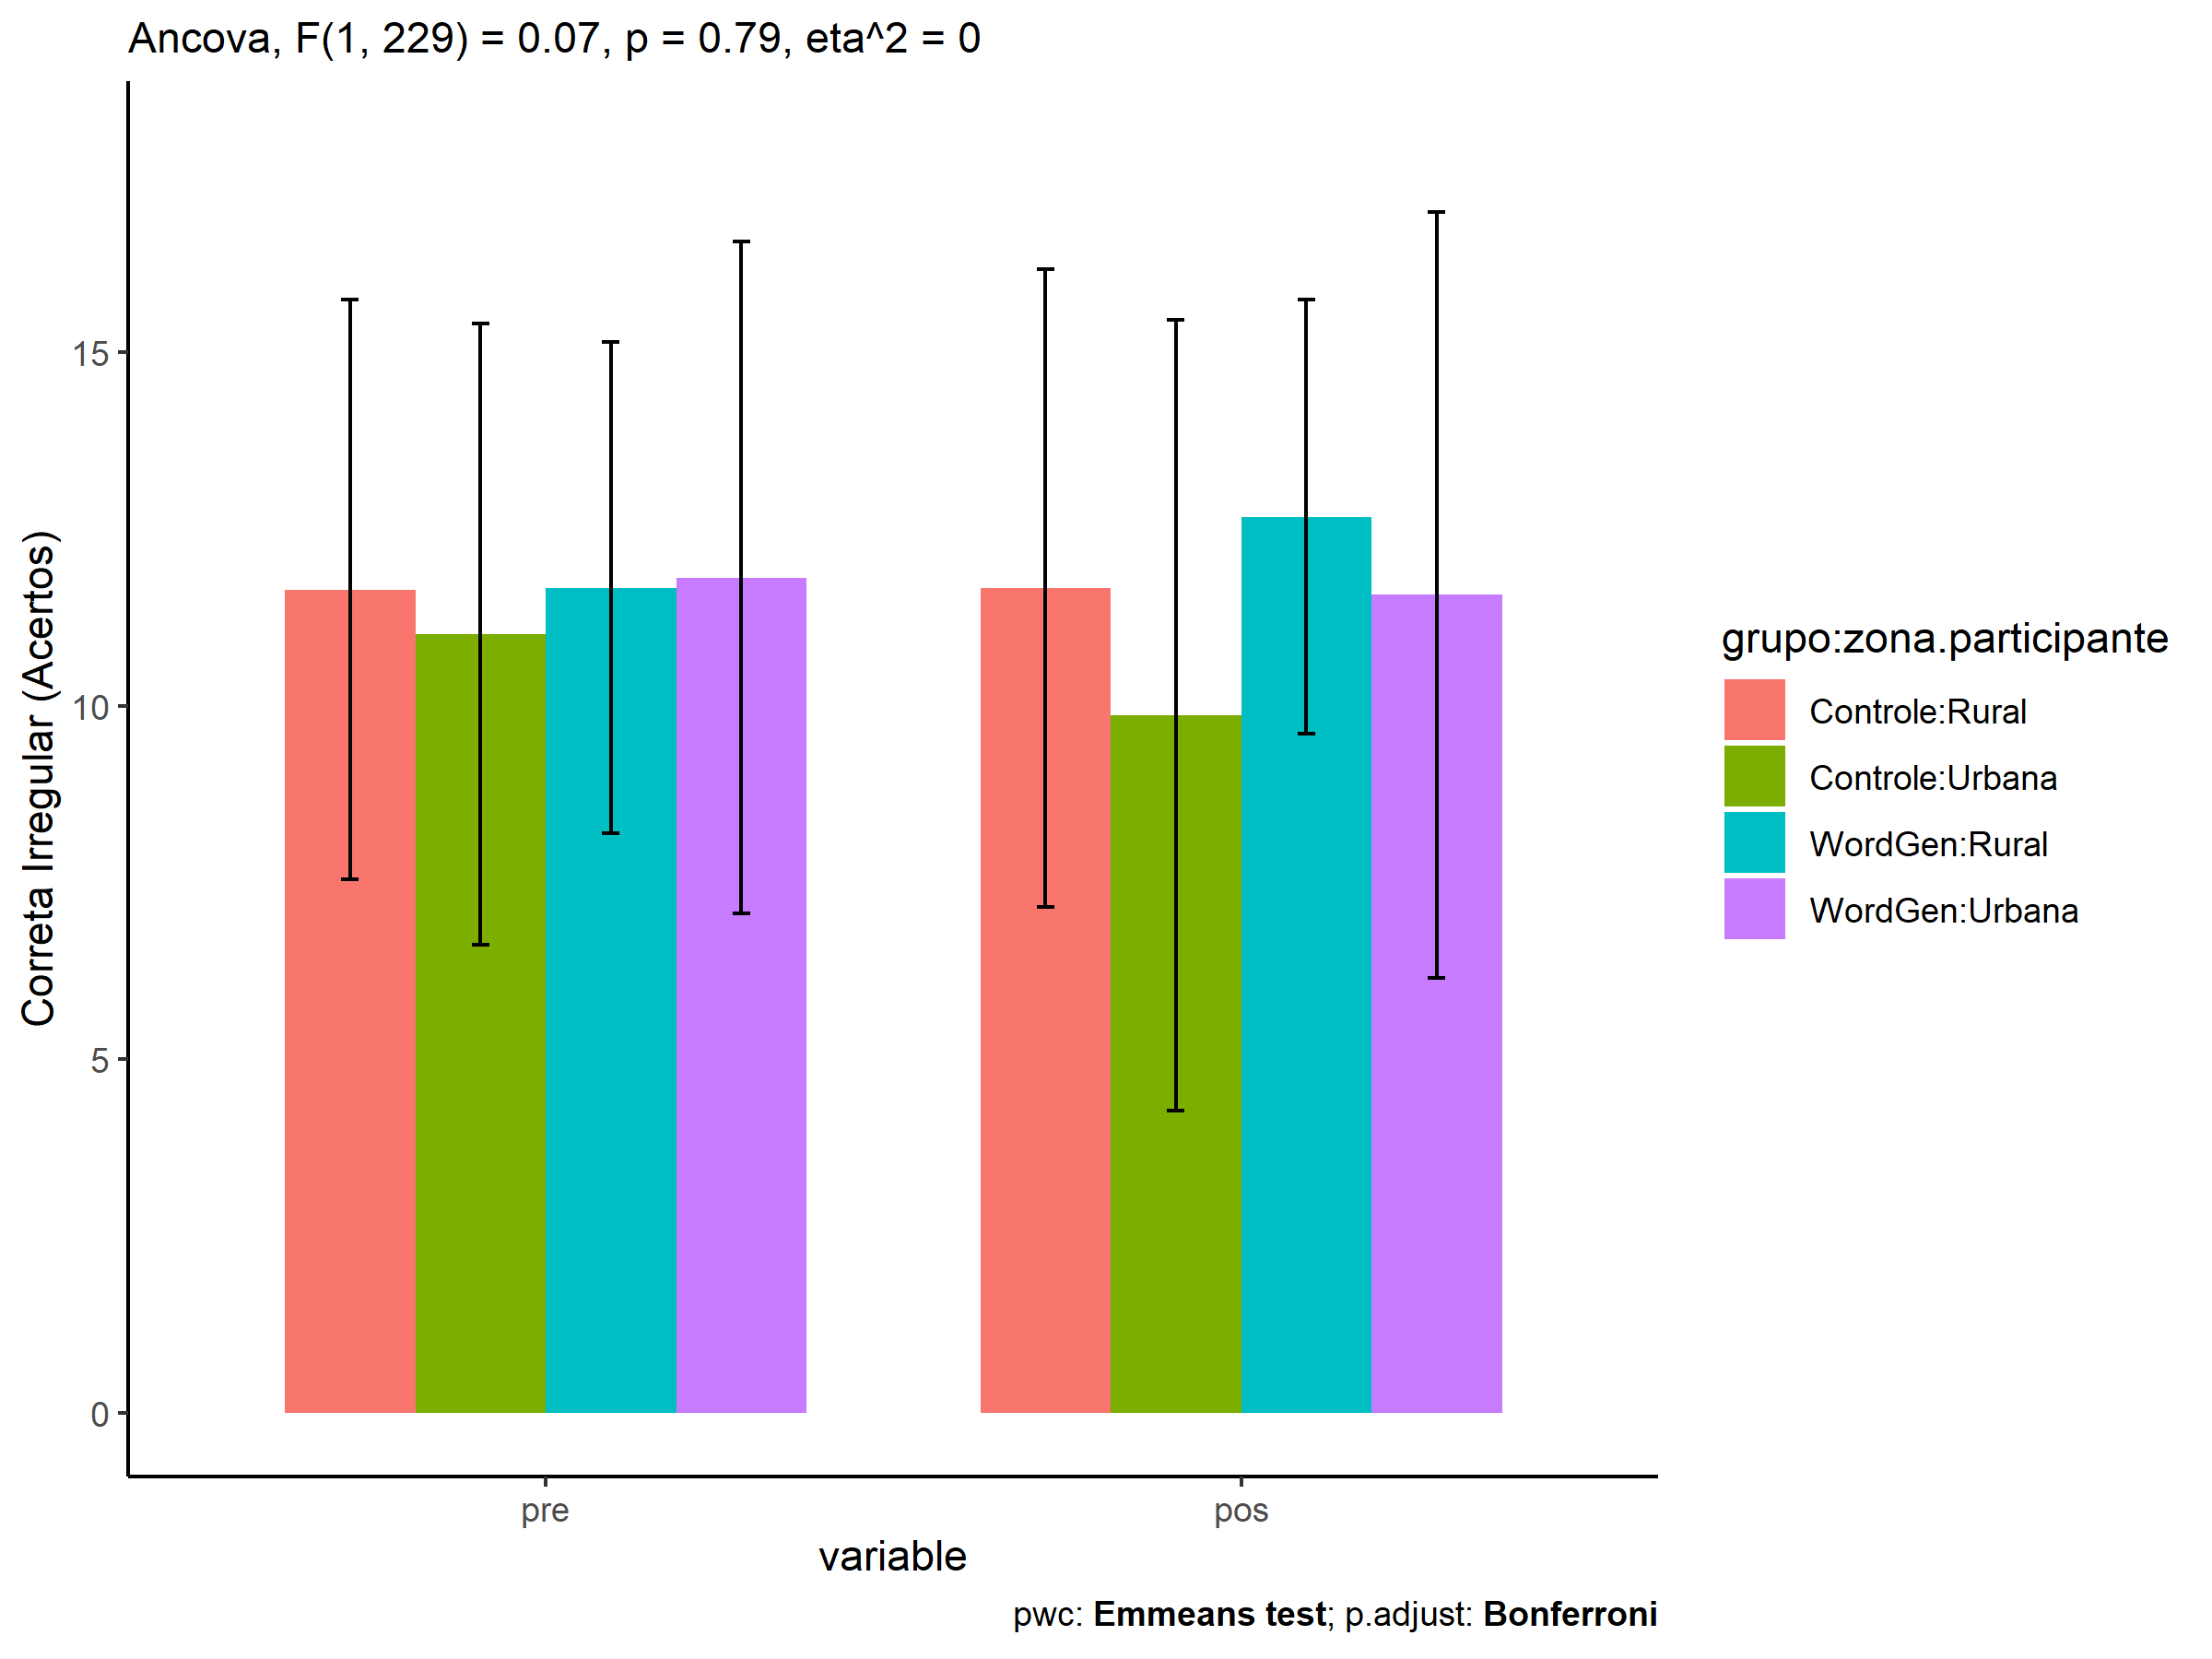 Ancova, F(1, 229) = 0.07, p = 0.79, eta^2 = 0
Correta Irregular (Acertos)
15
10
5
0
pre
pos
variable
grupo:zona.participante
Controle:Rural
Controle:Urbana
WordGen:Rural
WordGen:Urbana
pwc: Emmeans test; p.adjust: Bonferroni